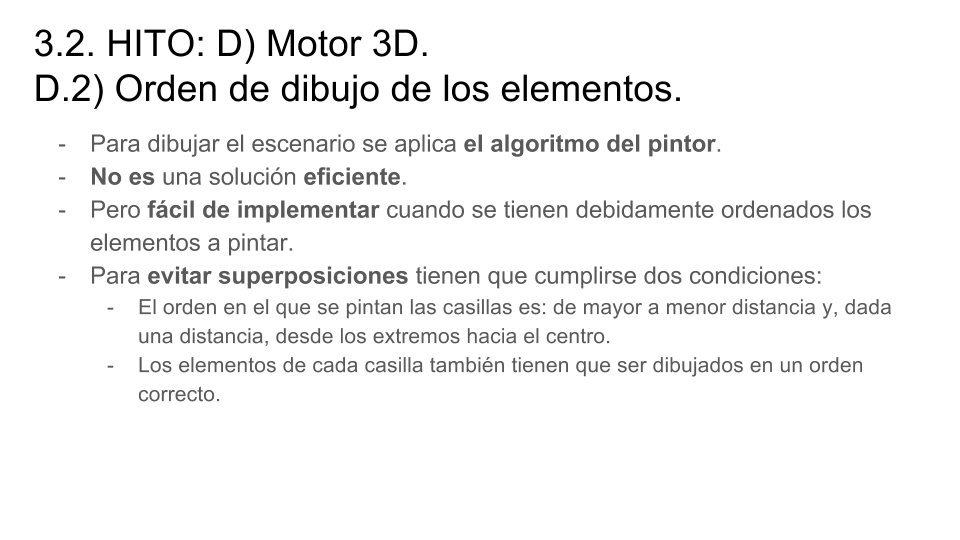 3.2. HITO: D) Motor 3D.
D.2) Orden de dibujo de los elementos.
- Para dibujar el escenario se aplica el algoritmo del pintor.
- No es una solución eficiente.
- Pero fácil de implementar cuando se tienen debidamente ordenados los
elementos a pintar.
- Para evitar superposiciones tienen que cumplirse dos condiciones:
- El orden en el que se pintan las casillas es: de mayor a menor distancia y, dada
una distancia, desde los extremos hacia el centro.
- Los elementos de cada casilla también tienen que ser dibujados en un orden
correcto.